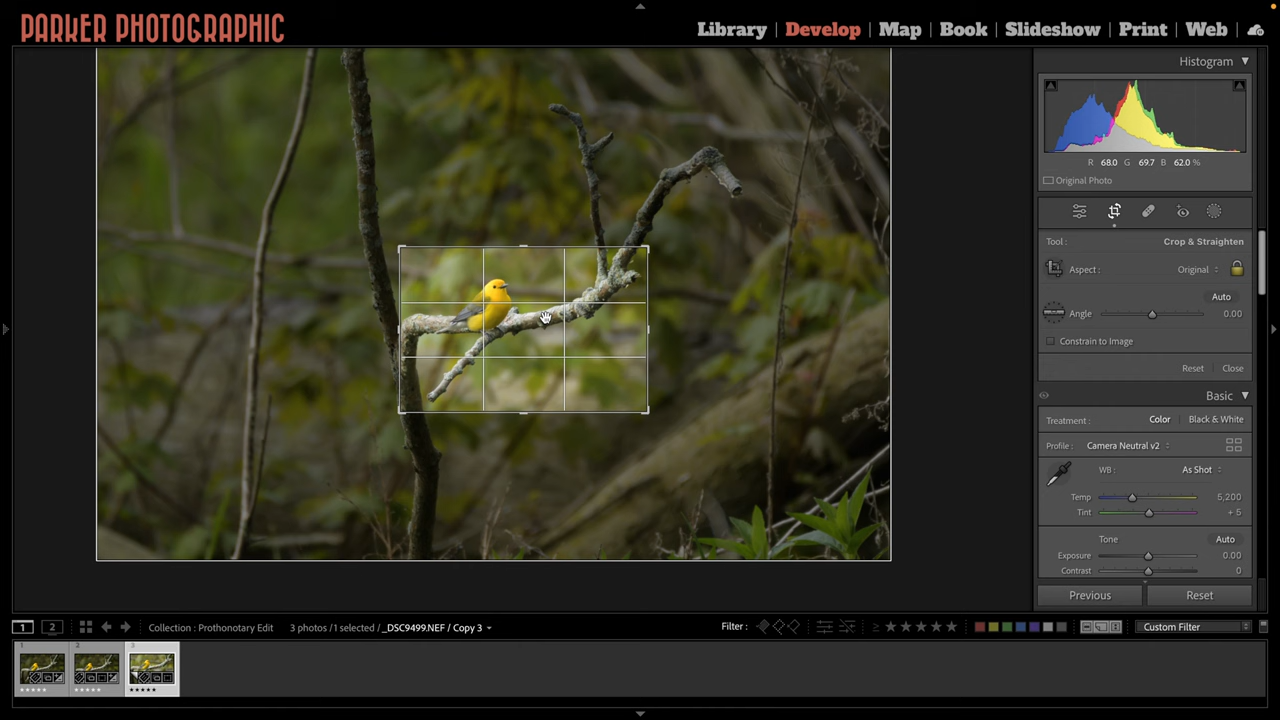 PARKER PHOTOGRAPHIC
Library | Develop | Map | Book | Slideshow | Print | Web
Histogram
R 68.0 G 69.7 B 62.0 %
Original Photo
Tool : Crop & Straighten
Aspect : Original
Auto
Angle 0.00
Constrain to Image
Reset Close
Basic
Treatment : Color | Black & White
Profile : Camera Neutral v2
WB : As Shot
Temp 5,200
Tint + 5
Tone Auto
Exposure 0.00
Contrast 0
Previous Reset
1 2 Collection : Prothonotary Edit 3 photos / 1 selected / _DSC9499.NEF / Copy 3 Filter : Custom Filter
1 2 3